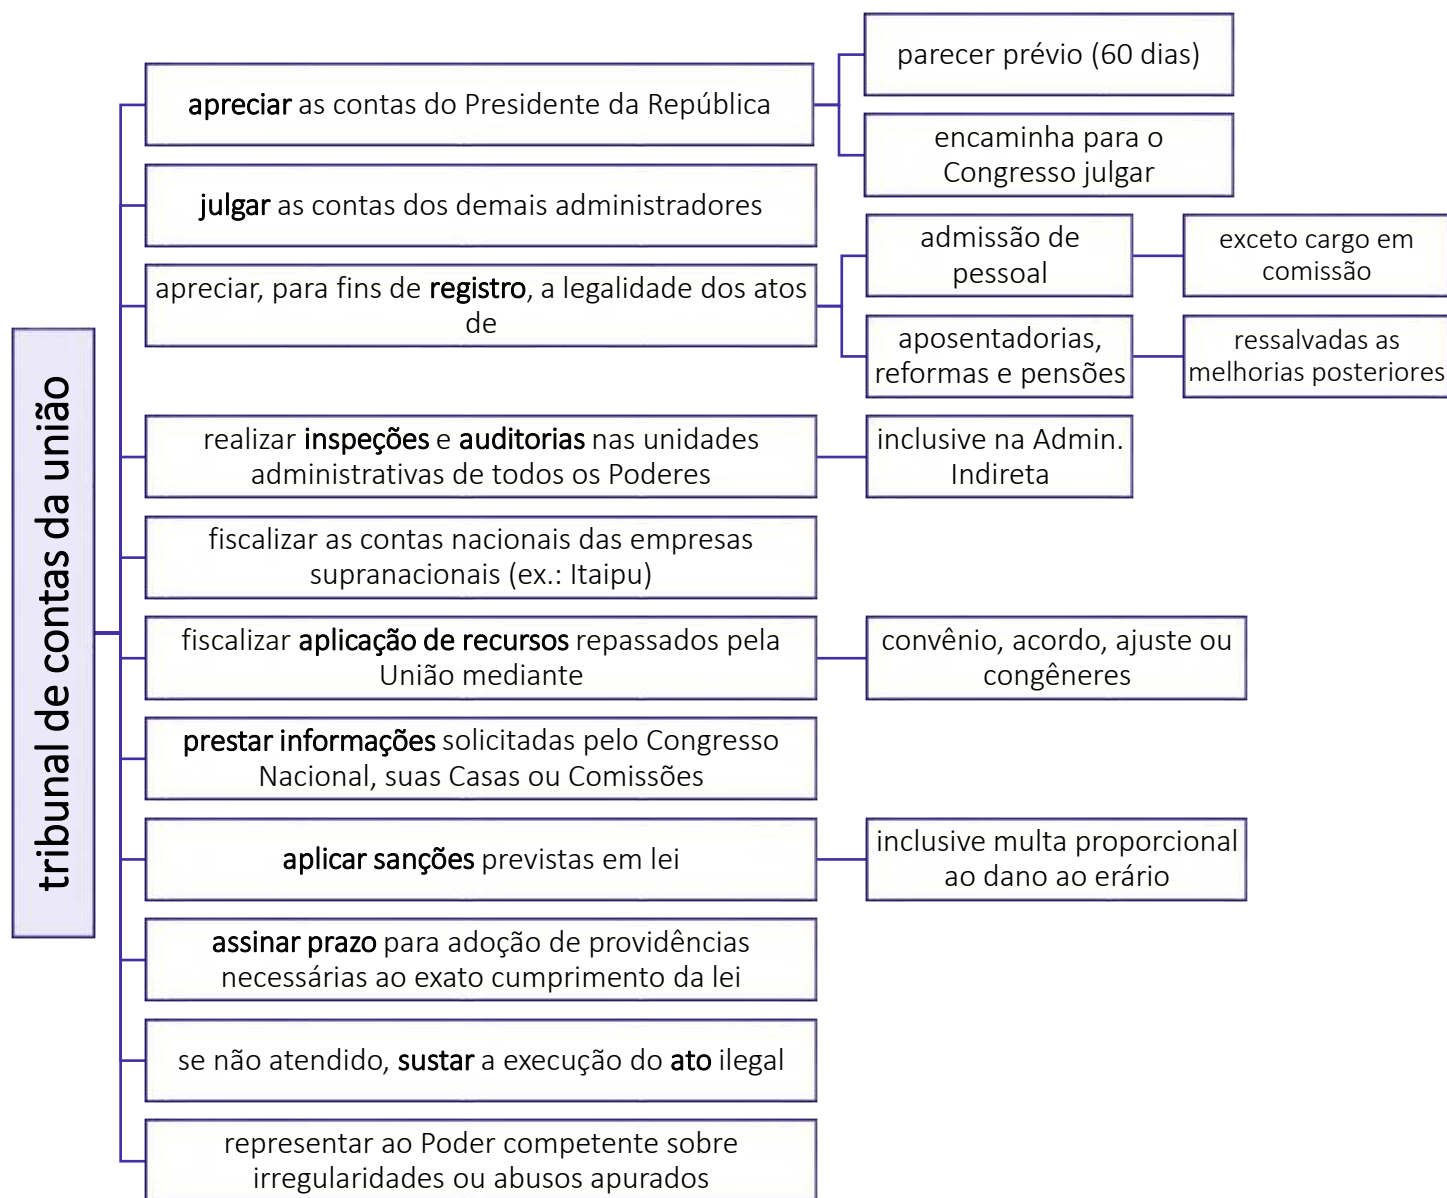 tribunal de contas da união
apreciar as contas do Presidente da República
parecer prévio (60 dias)
encaminha para o
Congresso julgar
julgar as contas dos demais administradores
apreciar, para fins de registro, a legalidade dos atos
de
admissão de
pessoal
exceto cargo em
comissão
aposentadorias,
reformas e pensões
ressalvadas as
melhorias posteriores
realizar inspeções e auditorias nas unidades
administrativas de todos os Poderes
inclusive na Admin.
Indireta
fiscalizar as contas nacionais das empresas
supranacionais (ex.: Itaipu)
fiscalizar aplicação de recursos repassados pela
União mediante
convênio, acordo, ajuste ou
congêneres
prestar informações solicitadas pelo Congresso
Nacional, suas Casas ou Comissões
aplicar sanções previstas em lei
inclusive multa proporcional
ao dano ao erário
assinar prazo para adoção de providências
necessárias ao exato cumprimento da lei
se não atendido, sustar a execução do ato ilegal
representar ao Poder competente sobre
irregularidades ou abusos apurados